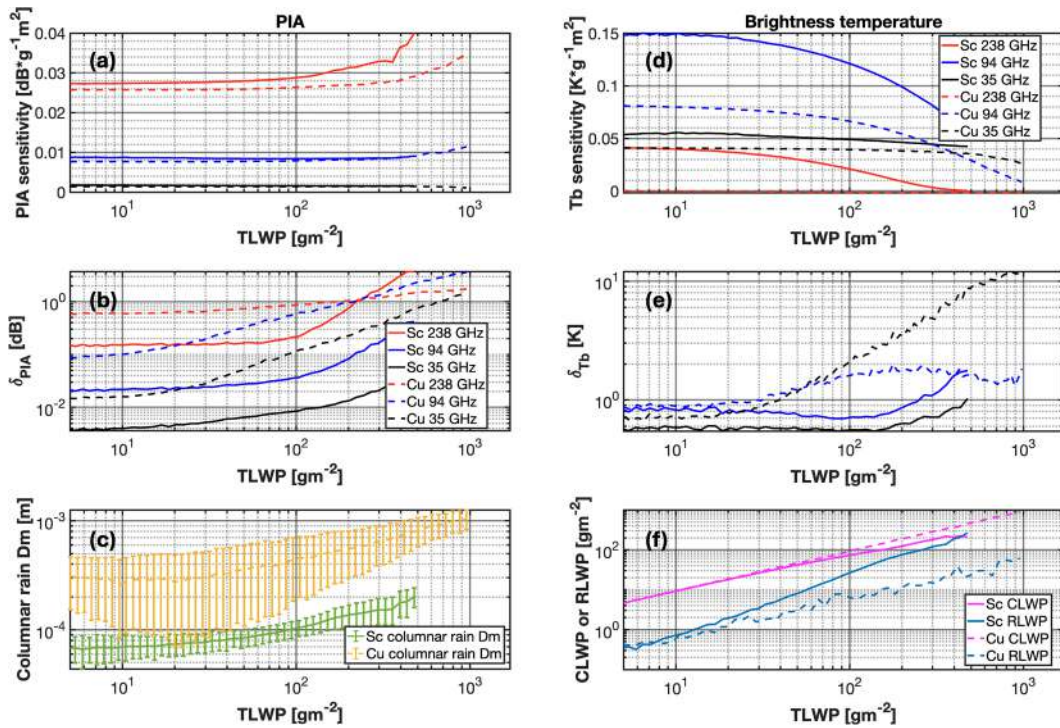 PIA
Brightness temperature
(a)
PIA sensitivity [dB*g⁻¹m²]
0.04
0.03
0.02
0.01
0
10¹
10²
10³
TLWP [gm⁻²]
(d)
Tb sensitivity [K*g⁻¹m²]
0.15
0.10
0.05
0
Sc 238 GHz
Sc 94 GHz
Sc 35 GHz
Cu 238 GHz
Cu 94 GHz
Cu 35 GHz
10¹
10²
10³
TLWP [gm⁻²]
(b)
δPIA [dB]
10⁰
10⁻²
Sc 238 GHz
Sc 94 GHz
Sc 35 GHz
Cu 238 GHz
Cu 94 GHz
Cu 35 GHz
10¹
10²
10³
TLWP [gm⁻²]
(e)
δTb [K]
10¹
10⁰
10¹
10²
10³
TLWP [gm⁻²]
(c)
Columnar rain Dm [m]
10⁻³
10⁻⁴
Sc columnar rain Dm
Cu columnar rain Dm
10¹
10²
10³
TLWP [gm⁻²]
(f)
CLWP or RLWP [gm⁻²]
10²
10⁰
Sc CLWP
Sc RLWP
Cu CLWP
Cu RLWP
10¹
10²
10³
TLWP [gm⁻²]